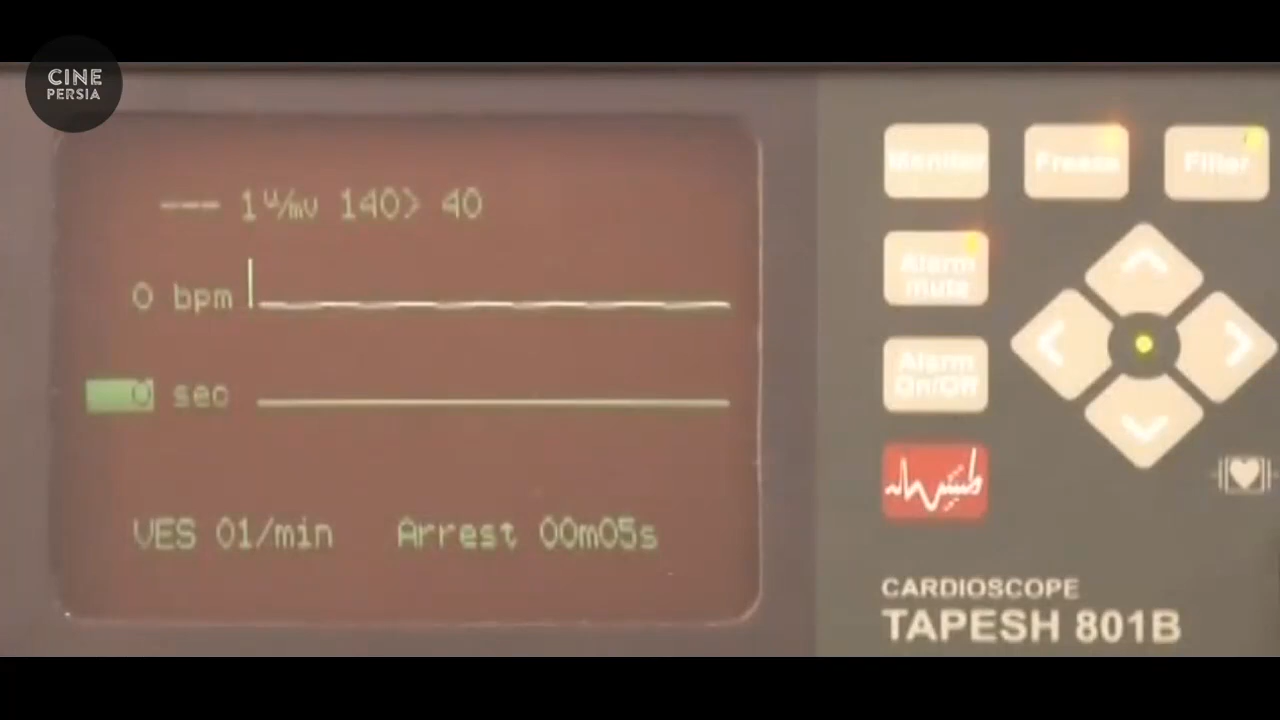 CINE
PERSIA
--- 1µ/mv 140> 40
0 bpm
0 sec
VES 01/min Arrest 00m05s
Monitor
Freeze
Filter
Alarm
mute
Alarm
On/Off
CARDIOSCOPE
TAPESH 801B